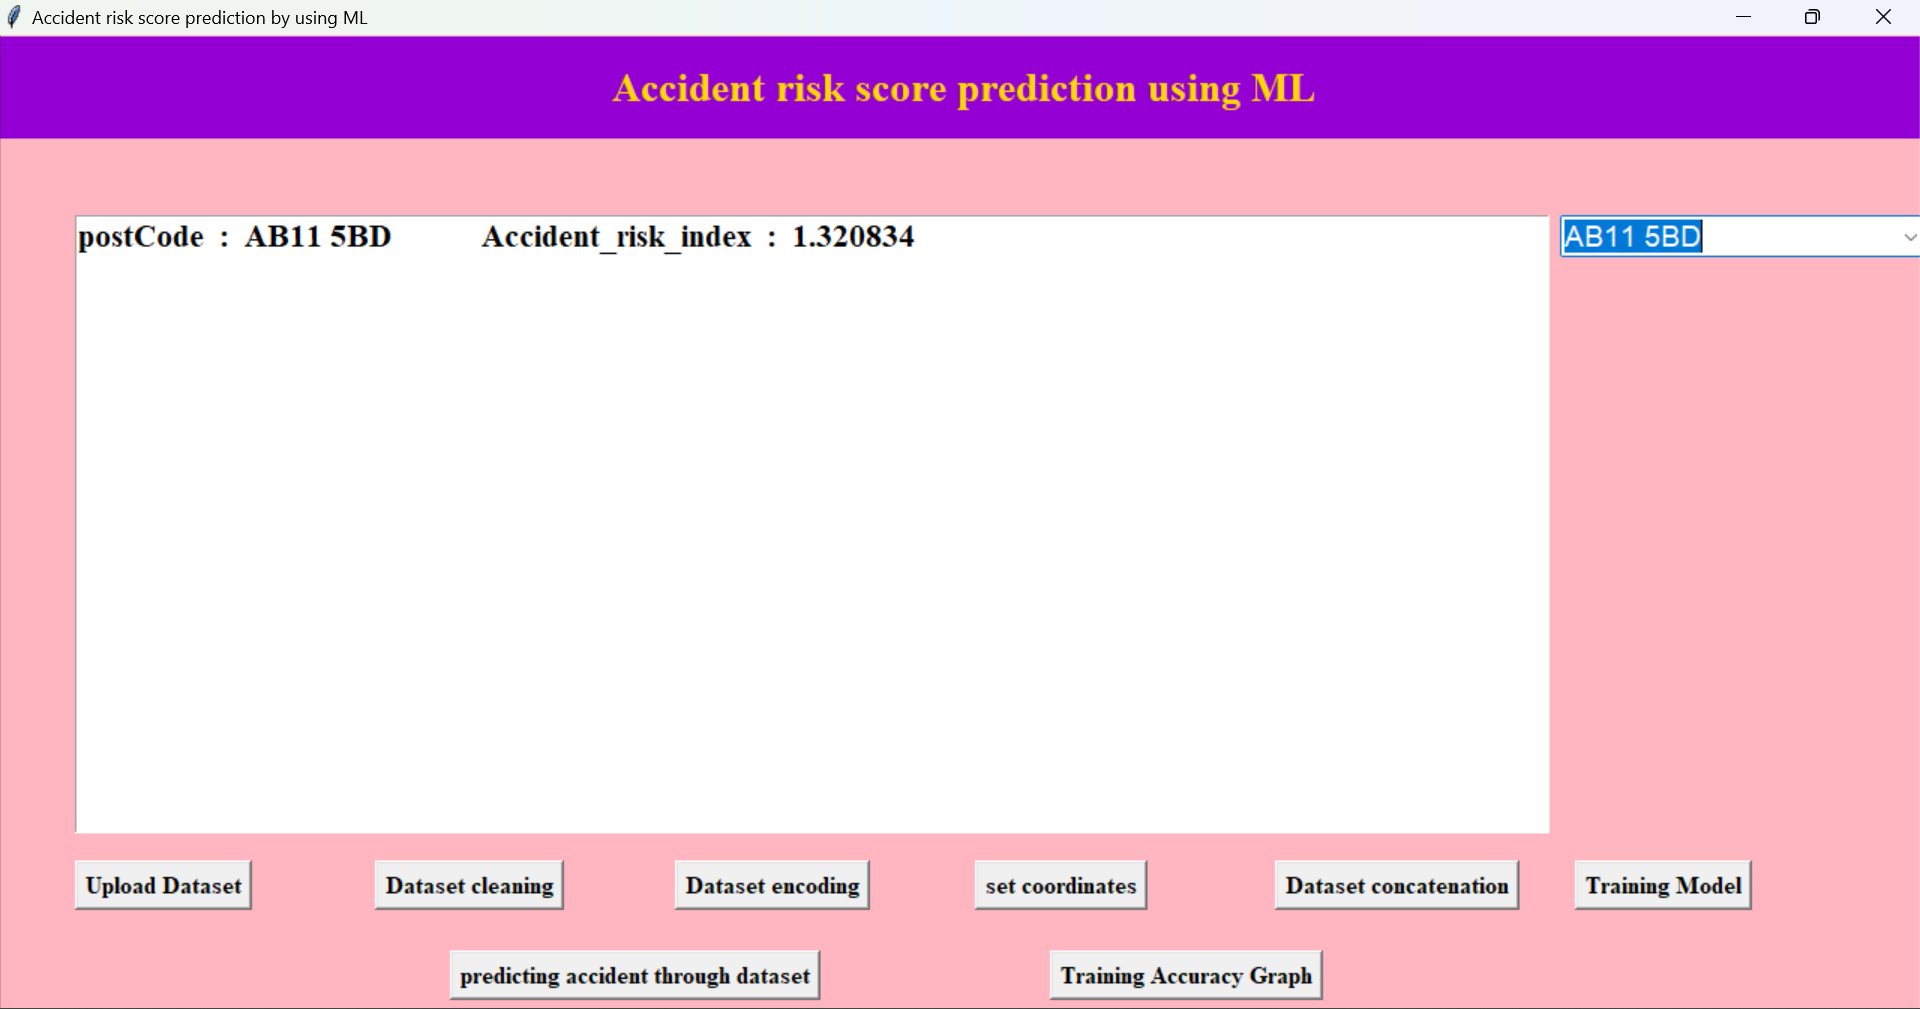 Accident risk score prediction by using ML
Accident risk score prediction using ML
postCode : AB11 5BD Accident_risk_index : 1.320834
AB11 5BD
Upload Dataset
Dataset cleaning
Dataset encoding
set coordinates
Dataset concatenation
Training Model
predicting accident through dataset
Training Accuracy Graph